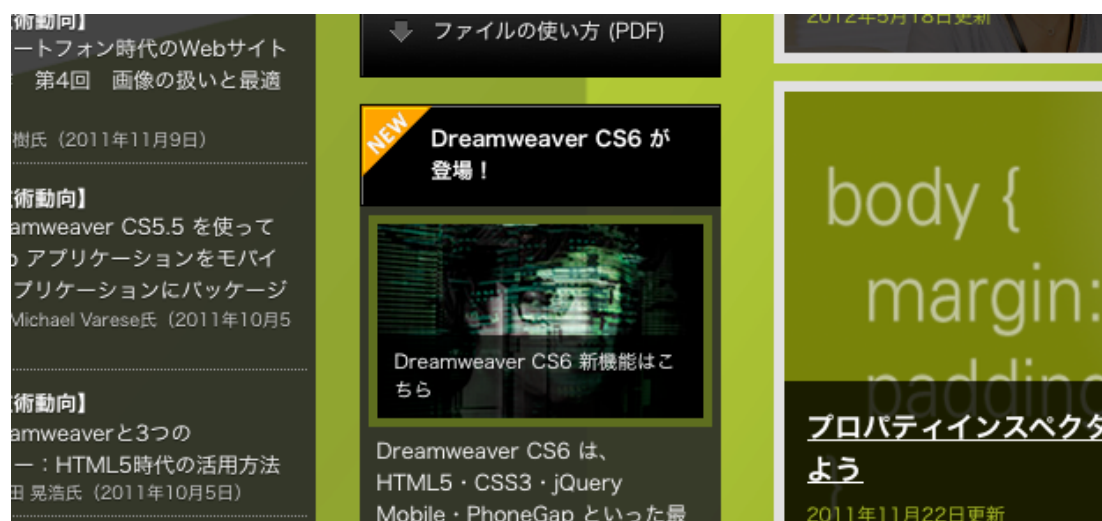 術動向】
ートフォン時代のWebサイト
第4回 画像の扱いと最適
樹氏（2011年11月9日）
術動向】
amweaver CS5.5 を使って
アプリケーションをモバイ
プリケーションにパッケージ
Michael Varese氏（2011年10月5
術動向】
amweaverと3つの
ー：HTML5時代の活用方法
田 晃浩氏（2011年10月5日）
ファイルの使い方 (PDF)
NEW
Dreamweaver CS6 が
登場！
Dreamweaver CS6 新機能はこ
ちら
Dreamweaver CS6 は、
HTML5・CSS3・jQuery
Mobile・PhoneGap といった最
2012年5月18日更新
body {
margin:
padding
プロパティインスペクタ
よう
2011年11月22日更新